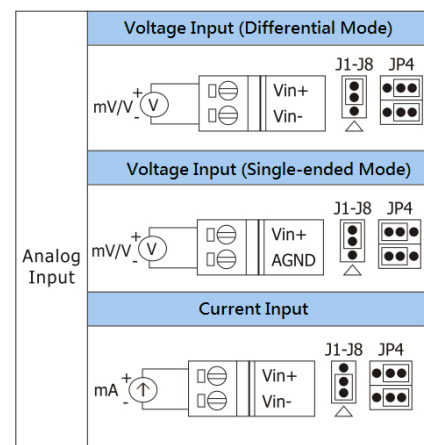 Voltage Input (Differential Mode)
J1-J8 JP4
+
mV/V V
-
Vin+
Vin-
Voltage Input (Single-ended Mode)
J1-J8 JP4
+
mV/V V
-
Vin+
AGND
Analog
Input
Current Input
J1-J8 JP4
+
mA
-
Vin+
Vin-